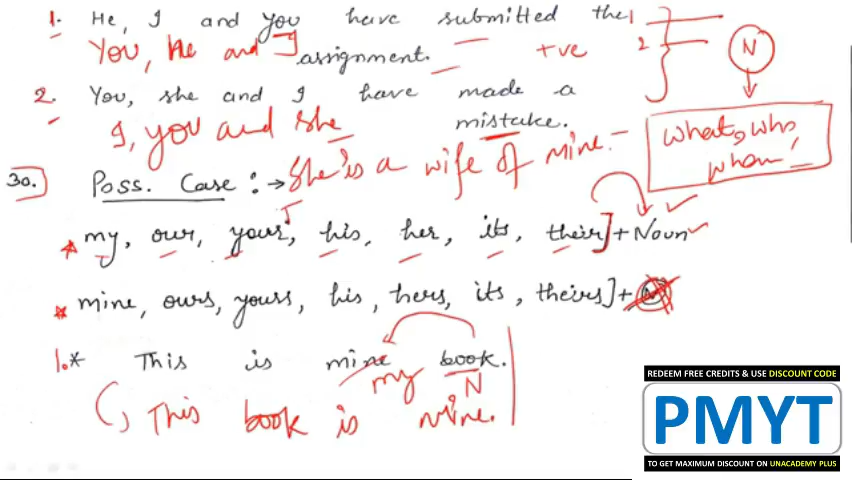 1. He, I and you have submitted the
You, He and I assignment. +ve
1
2
N
2. You, she and I have made a
I, you and she mistake.
what, who
whom
She is a wife of mine.
30. Poss. Case :→
* my, our, your, his, her, its, their] + Noun
* mine, ours, yours, his, hers, its, theirs] + N
1.* This is mine book.
my N
This book is mine.
REDEEM FREE CREDITS & USE DISCOUNT CODE
PMYT
TO GET MAXIMUM DISCOUNT ON UNACADEMY PLUS